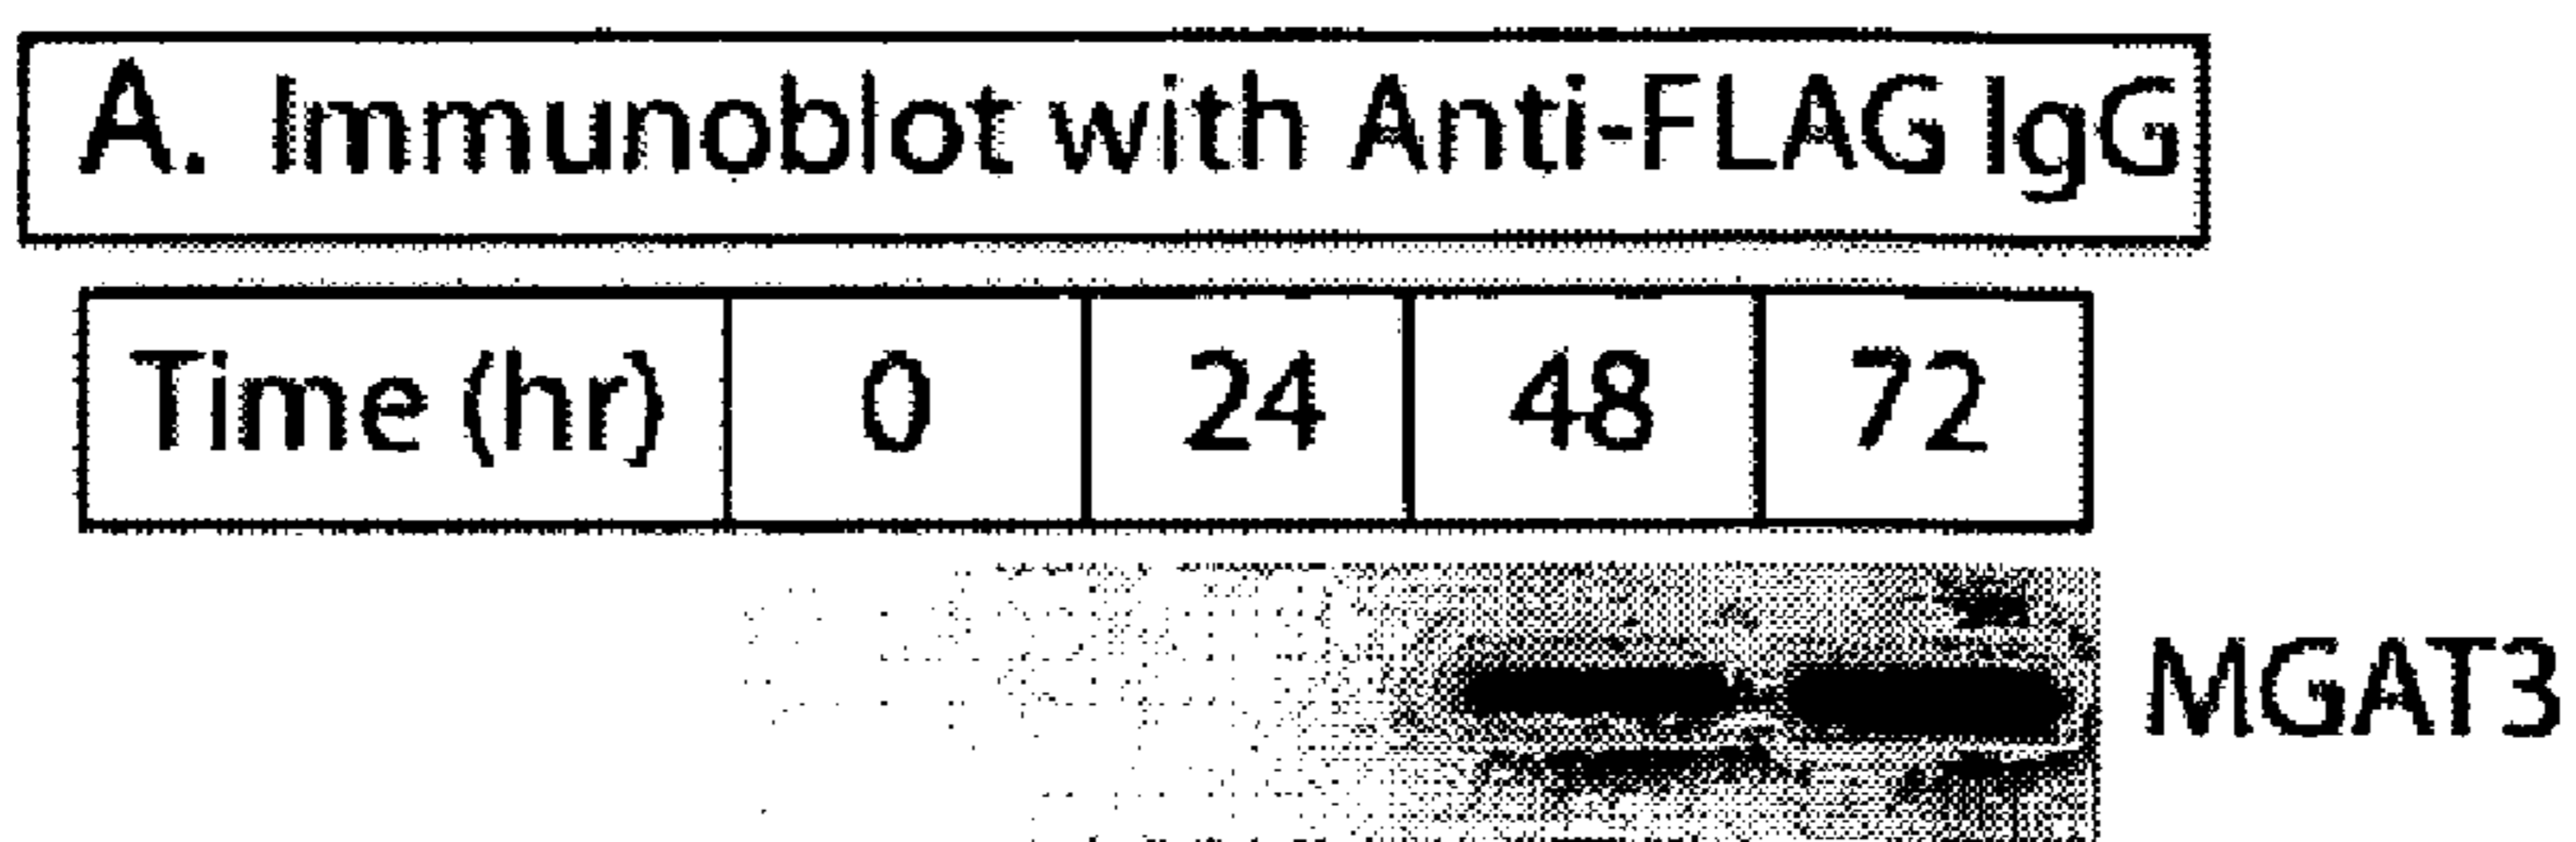 A. Immunoblot with Anti-FLAG IgG
Time (hr) 0 24 48 72
MGAT3